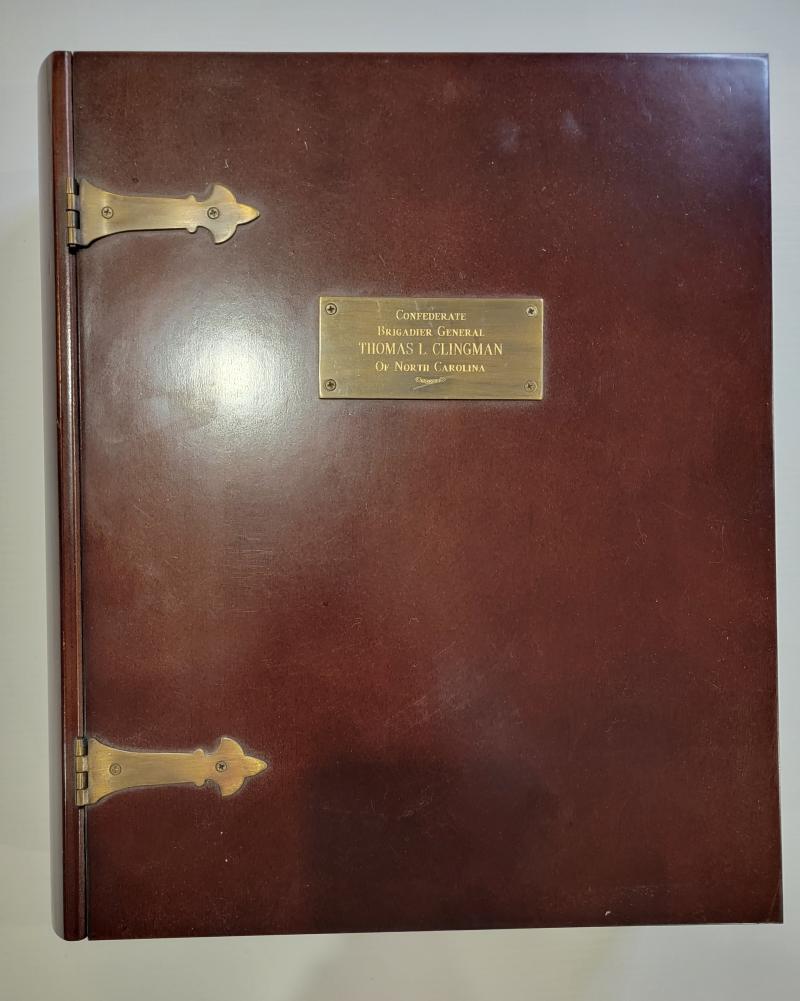 Confederate
Brigadier General
THOMAS L CLINGMAN
Of North Carolina